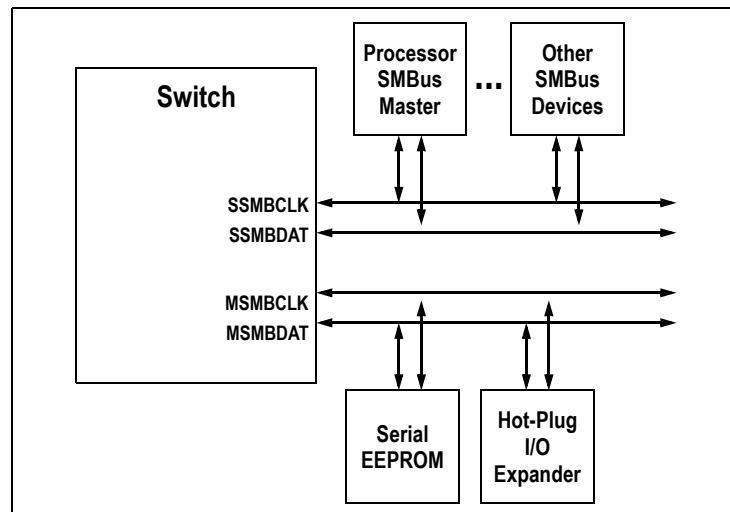 Switch
Processor
SMBus
Master
...
Other
SMBus
Devices
SSMBCLK
SSMBDAT
MSMBCLK
MSMBDAT
Serial
EEPROM
Hot-Plug
I/O
Expander